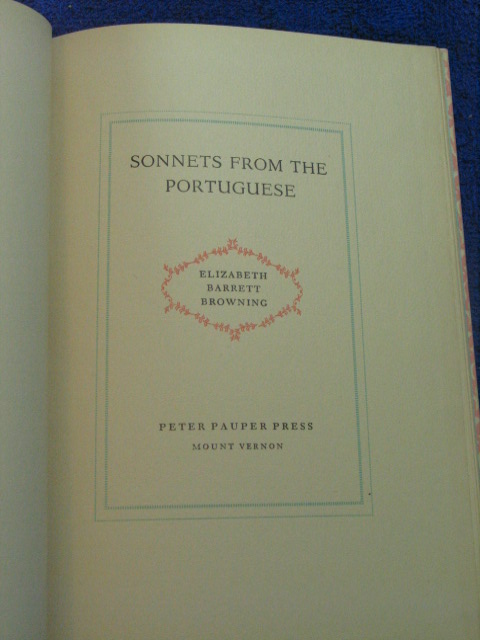 SONNETS FROM THE
PORTUGUESE
ELIZABETH
BARRETT
BROWNING
PETER PAUPER PRESS
MOUNT VERNON